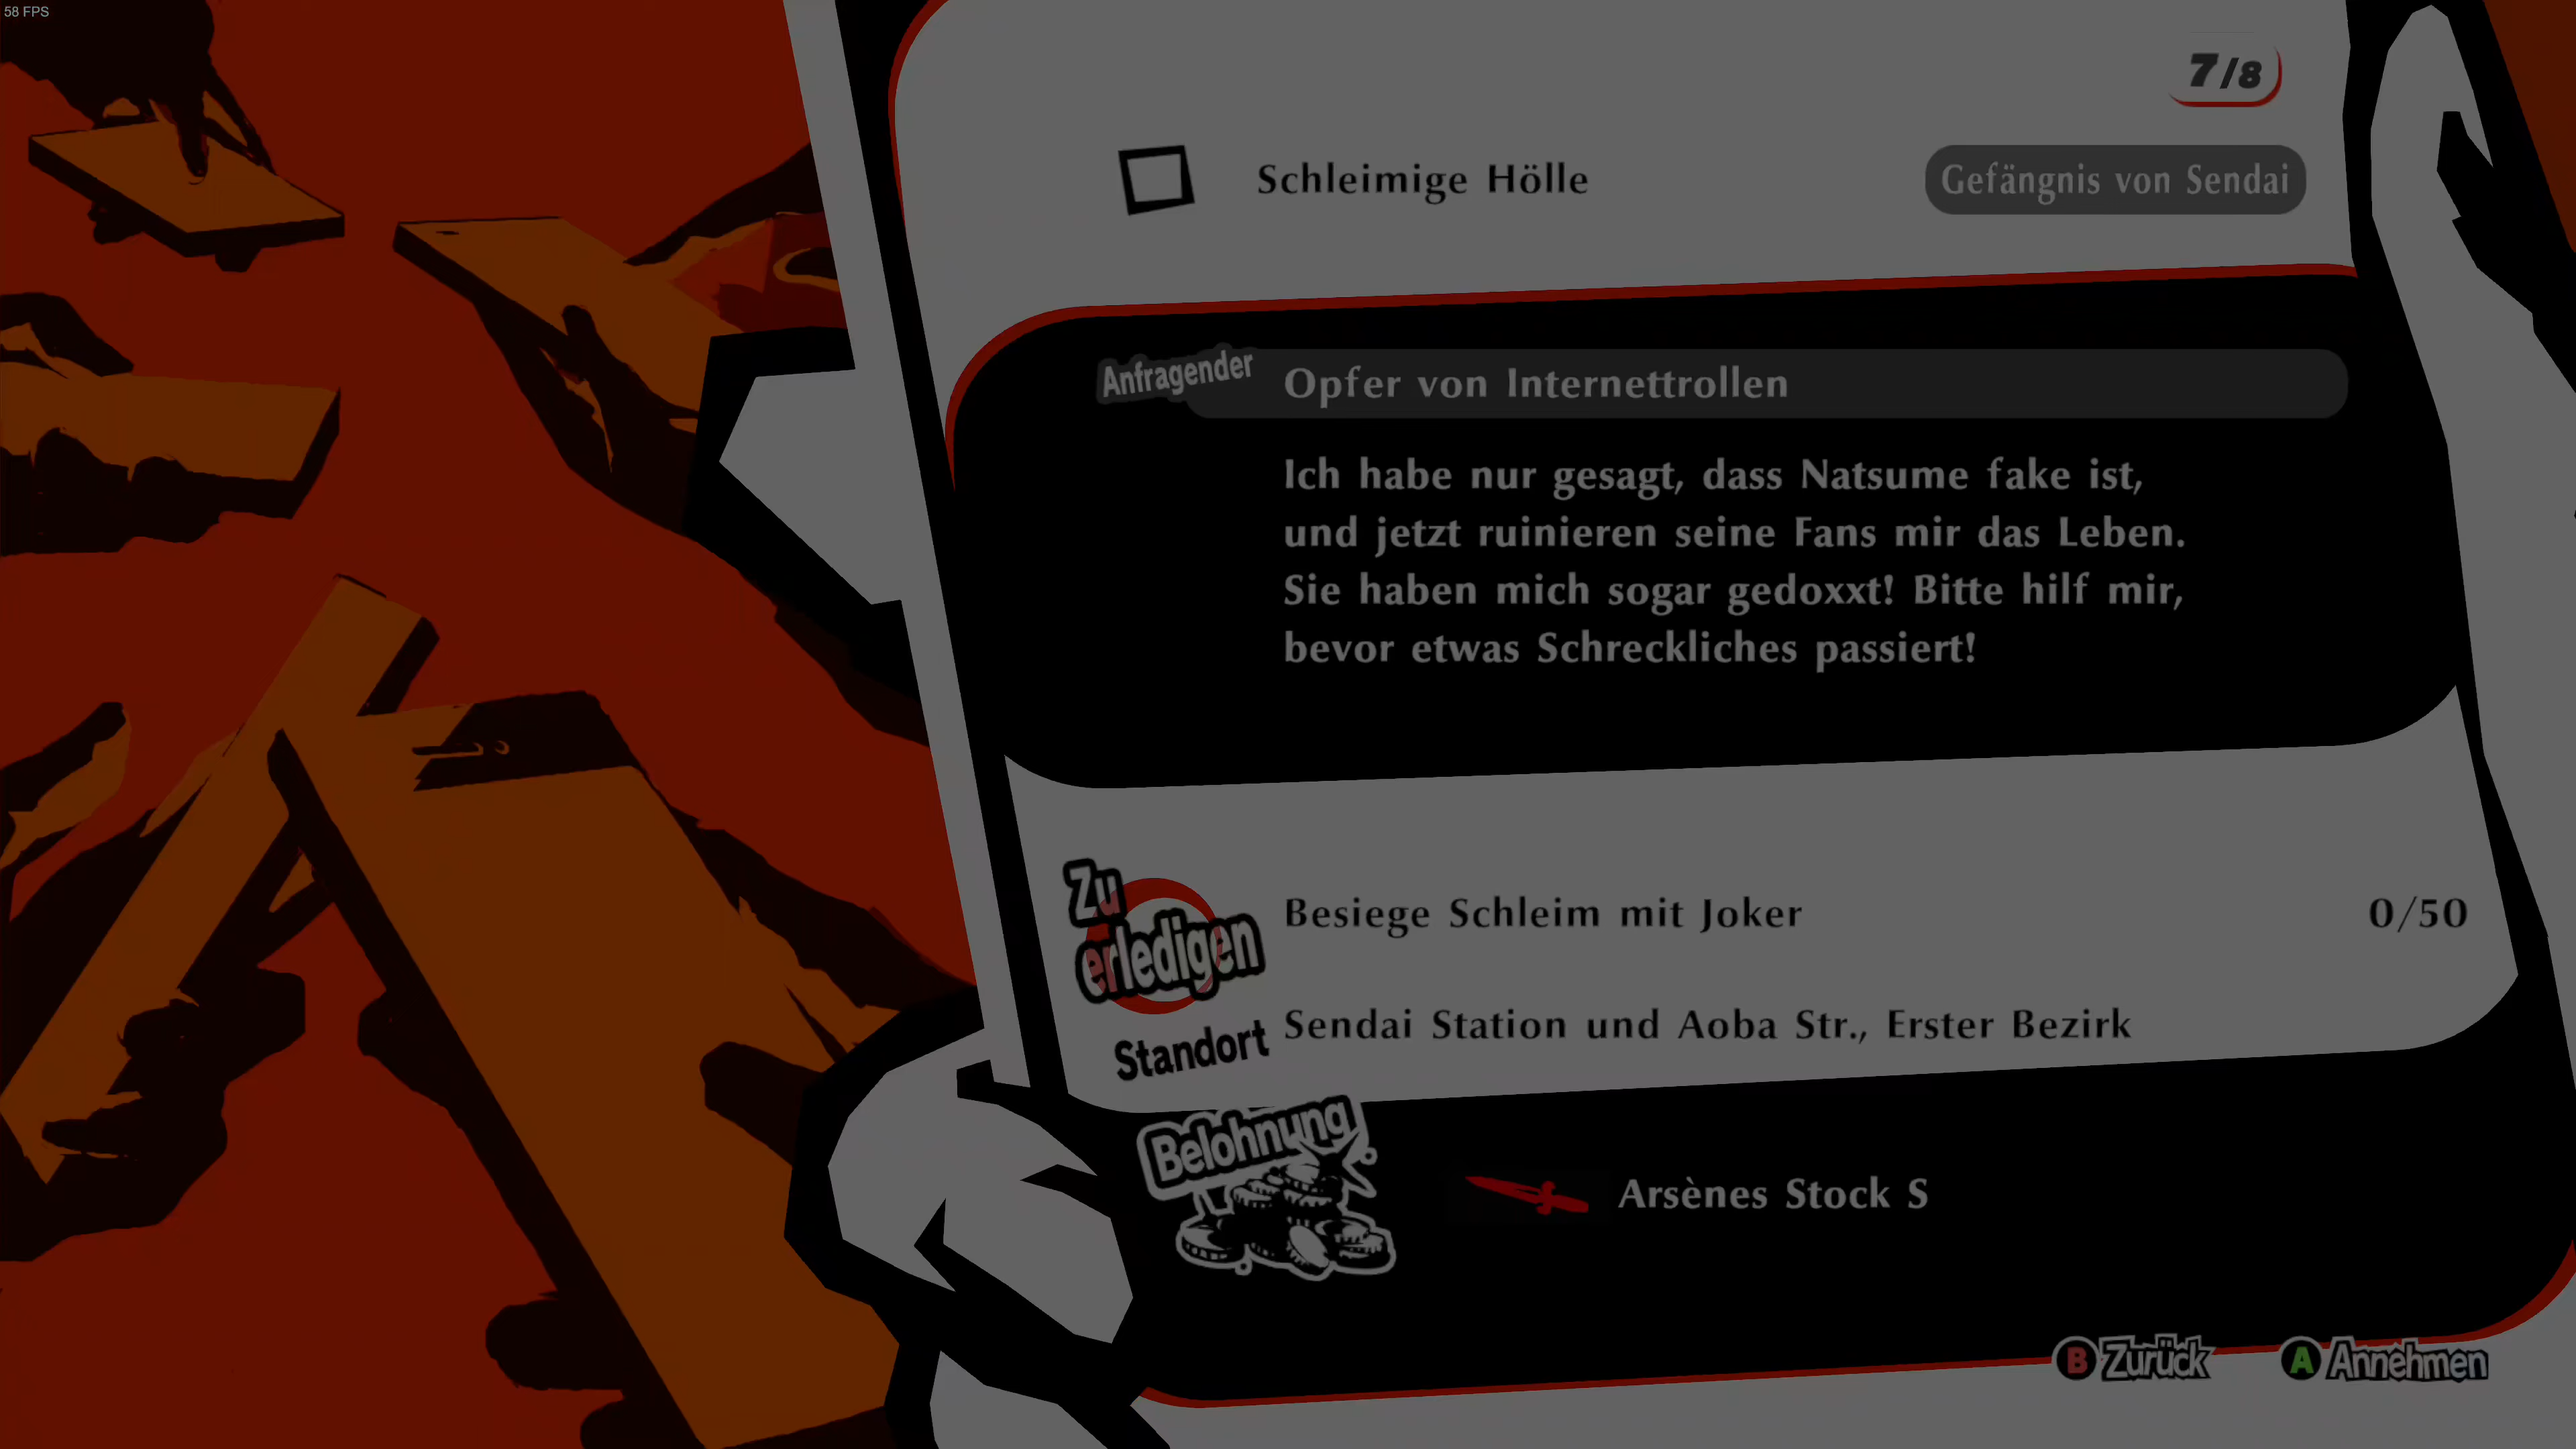 58 FPS
7/8
Schleimige Hölle
Gefängnis von Sendai
Anfragender
Opfer von Internettrollen
Ich habe nur gesagt, dass Natsume fake ist,
und jetzt ruinieren seine Fans mir das Leben.
Sie haben mich sogar gedoxxt! Bitte hilf mir,
bevor etwas Schreckliches passiert!
Zu
erledigen
Besiege Schleim mit Joker
0/50
Standort
Sendai Station und Aoba Str., Erster Bezirk
Belohnung
Arsènes Stock S
B Zurück
A Annehmen